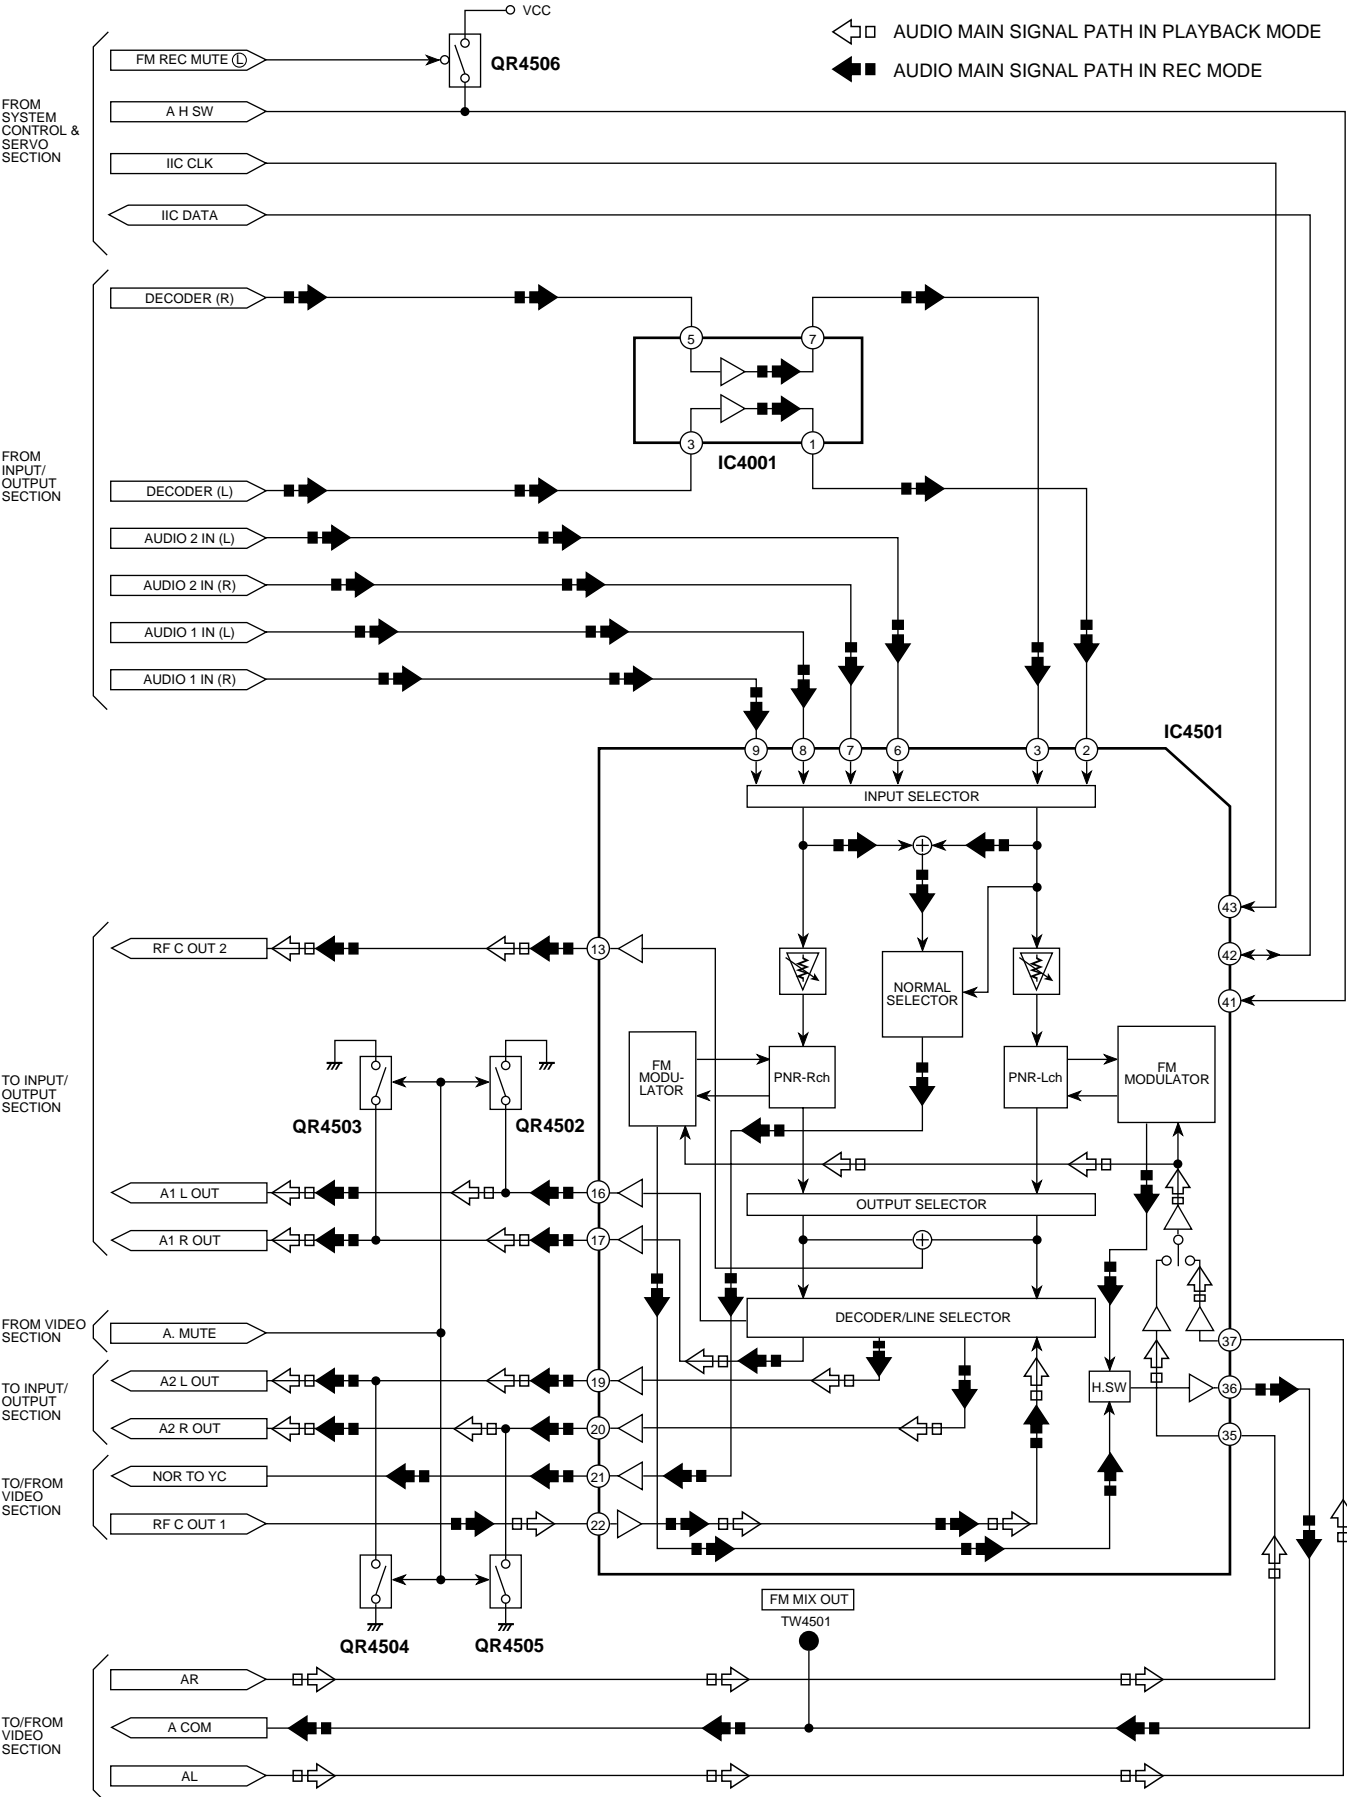 VCC
AUDIO MAIN SIGNAL PATH IN PLAYBACK MODE
FM REC MUTE Ⓛ
QR4506
AUDIO MAIN SIGNAL PATH IN REC MODE
FROM
SYSTEM
CONTROL &
SERVO
SECTION
A H SW
IIC CLK
IIC DATA
DECODER (R)
5
7
3
1
IC4001
FROM
INPUT/
OUTPUT
SECTION
DECODER (L)
AUDIO 2 IN (L)
AUDIO 2 IN (R)
AUDIO 1 IN (L)
AUDIO 1 IN (R)
IC4501
9
8
7
6
3
2
INPUT SELECTOR
43
42
41
RF C OUT 2
13
NORMAL
SELECTOR
FM
MODU-
LATOR
PNR-Rch
PNR-Lch
FM
MODULATOR
TO INPUT/
OUTPUT
SECTION
QR4503
QR4502
A1 L OUT
16
OUTPUT SELECTOR
A1 R OUT
17
FROM VIDEO
SECTION
A. MUTE
DECODER/LINE SELECTOR
37
TO INPUT/
OUTPUT
SECTION
A2 L OUT
19
H.SW
36
A2 R OUT
20
35
TO/FROM
VIDEO
SECTION
NOR TO YC
21
RF C OUT 1
22
QR4504
QR4505
FM MIX OUT
TW4501
TO/FROM
VIDEO
SECTION
AR
A COM
AL